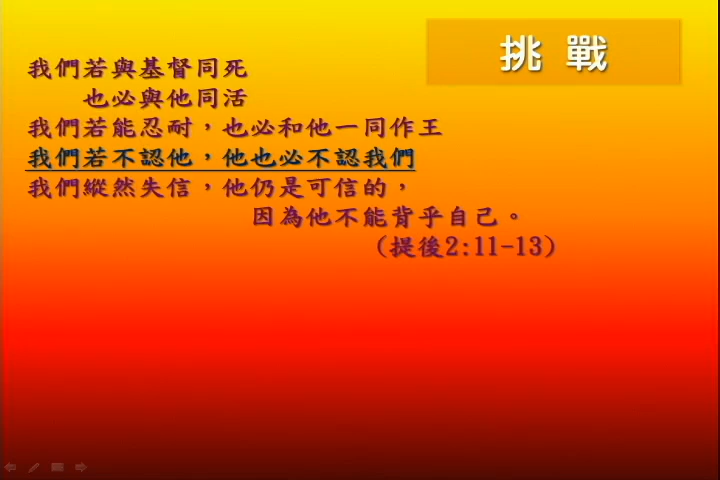 挑 戰
我們若與基督同死
也必與他同活
我們若能忍耐，也必和他一同作王
我們若不認他，他也必不認我們
我們縱然失信，他仍是可信的，
因為他不能背乎自己。
(提後2:11-13)